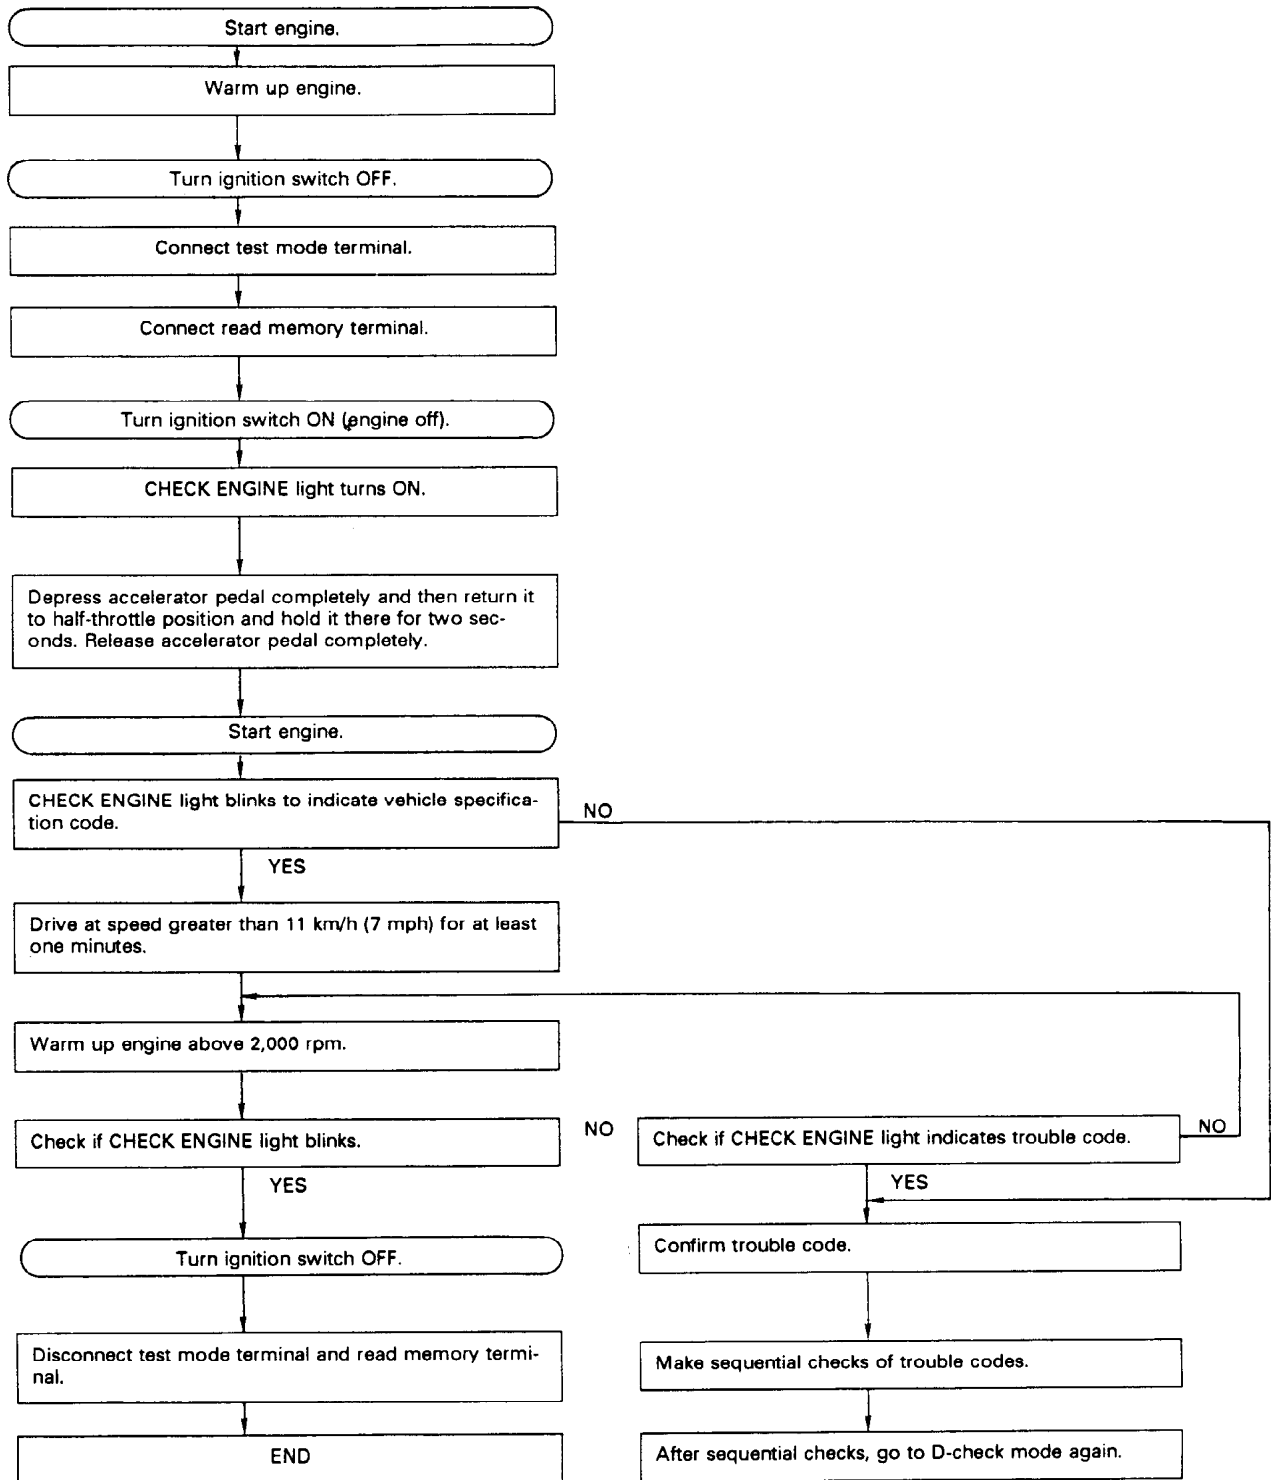 Start engine.
Warm up engine.
Turn ignition switch OFF.
Connect test mode terminal.
Connect read memory terminal.
Turn ignition switch ON (engine off).
CHECK ENGINE light turns ON.
Depress accelerator pedal completely and then return it
to half-throttle position and hold it there for two sec-
onds. Release accelerator pedal completely.
Start engine.
CHECK ENGINE light blinks to indicate vehicle specifica-
tion code.
NO
YES
Drive at speed greater than 11 km/h (7 mph) for at least
one minutes.
Warm up engine above 2,000 rpm.
Check if CHECK ENGINE light blinks.
NO
Check if CHECK ENGINE light indicates trouble code.
NO
YES
YES
Turn ignition switch OFF.
Confirm trouble code.
Disconnect test mode terminal and read memory termi-
nal.
Make sequential checks of trouble codes.
END
After sequential checks, go to D-check mode again.